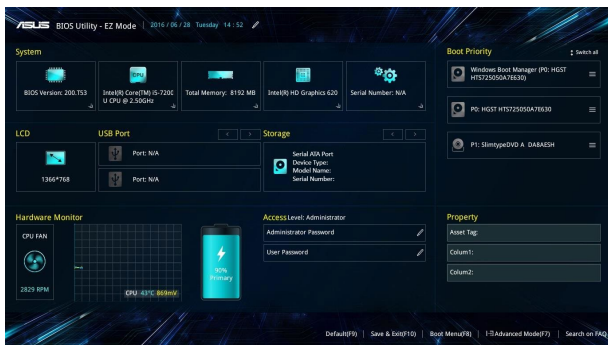 ASUS BIOS Utility - EZ Mode 2016 / 06 / 28 Tuesday 14 : 52
System
BIOS Version: 200.T53
CPU
Intel(R) Core(TM) i5-7200
U CPU @ 2.50GHz
Total Memory: 8192 MB
Intel(R) HD Graphics 620
Serial Number: N/A
Boot Priority
Switch all
Windows Boot Manager (P0: HGST
HTS725050A7E630)
P0: HGST HTS725050A7E630
P1: SlimtypeDVD A DA8AESH
LCD
1366*768
USB Port
Port: N/A
Port: N/A
Storage
Serial ATA Port
Device Type:
Model Name:
Serial Number:
Hardware Monitor
CPU FAN
2829 RPM
CPU 43°C 869mV
90%
Primary
Access Level: Administrator
Administrator Password
User Password
Property
Asset Tag:
Colum1:
Colum2:
Default(F9) | Save & Exit(F10) | Boot Menu(F8) | Advanced Mode(F7) | Search on FAQ